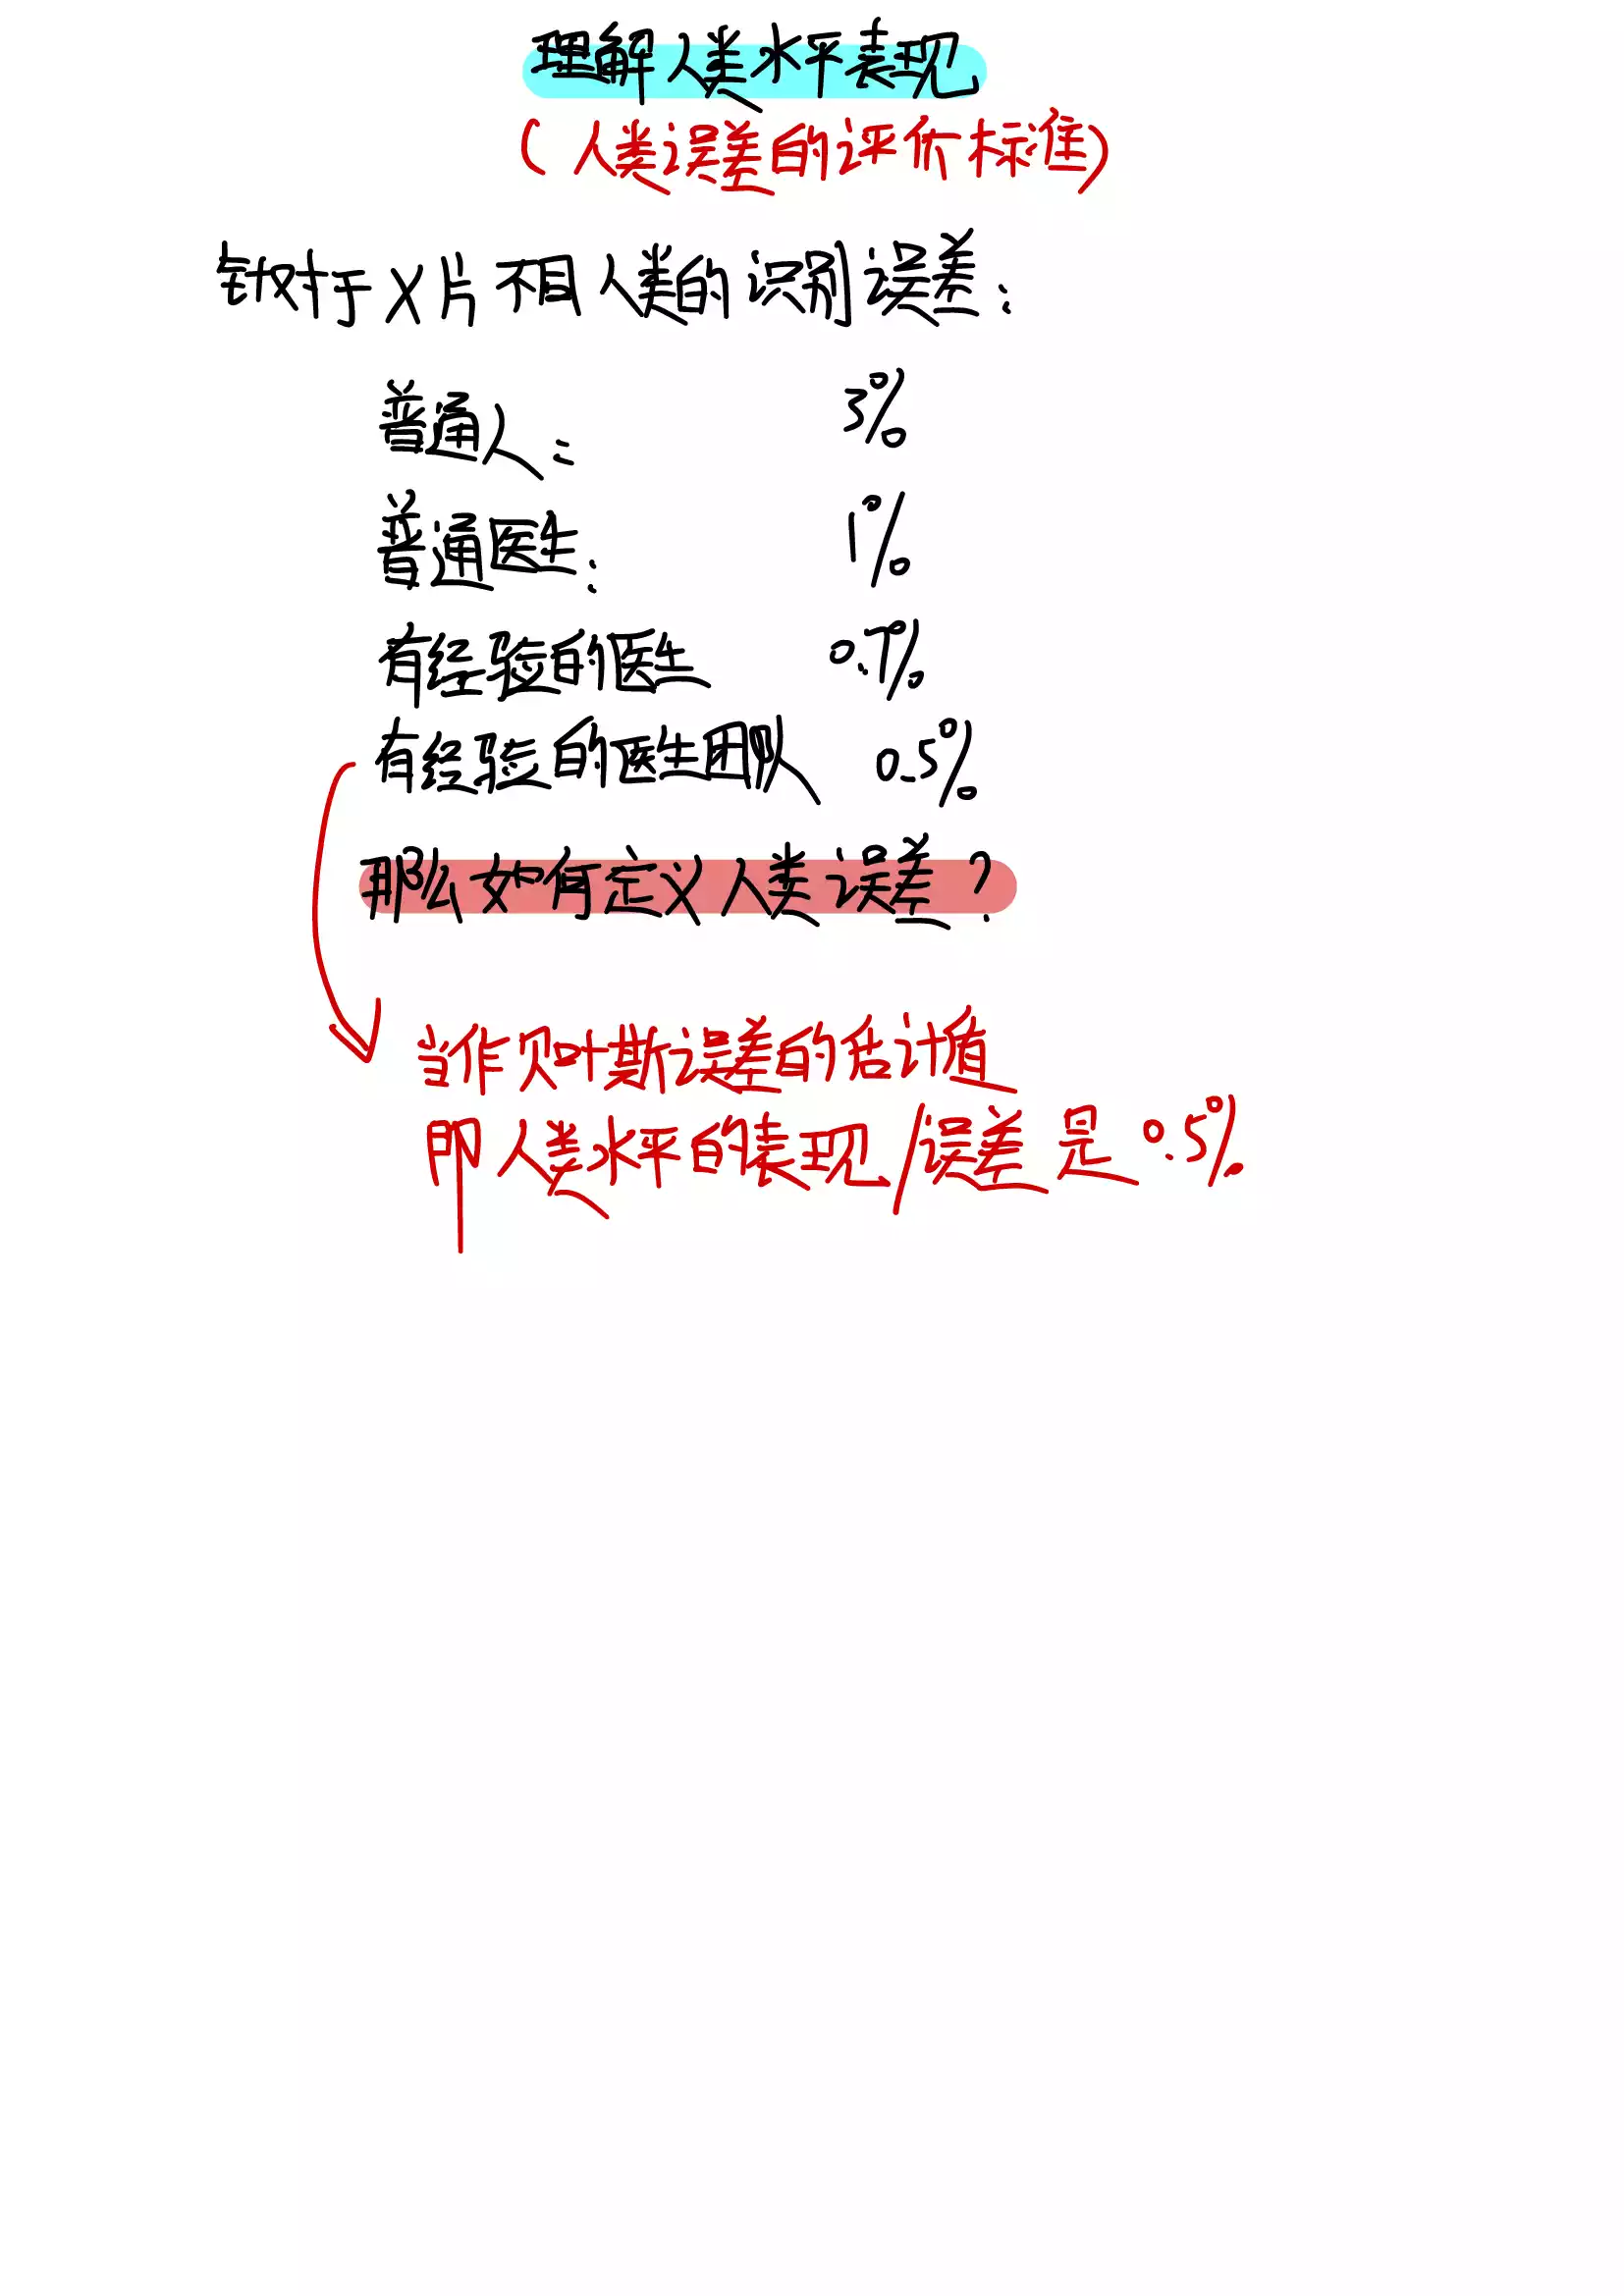 理解人类水平表现
(人类误差的评价标准)
针对于X片不同人类的识别误差:
普通人: 3%
普通医生: 1%
有经验的医生 0.7%
有经验的医生团队 0.5%
那么如何定义人类误差?
当作贝叶斯误差的估计值
即人类水平的表现/误差是0.5%